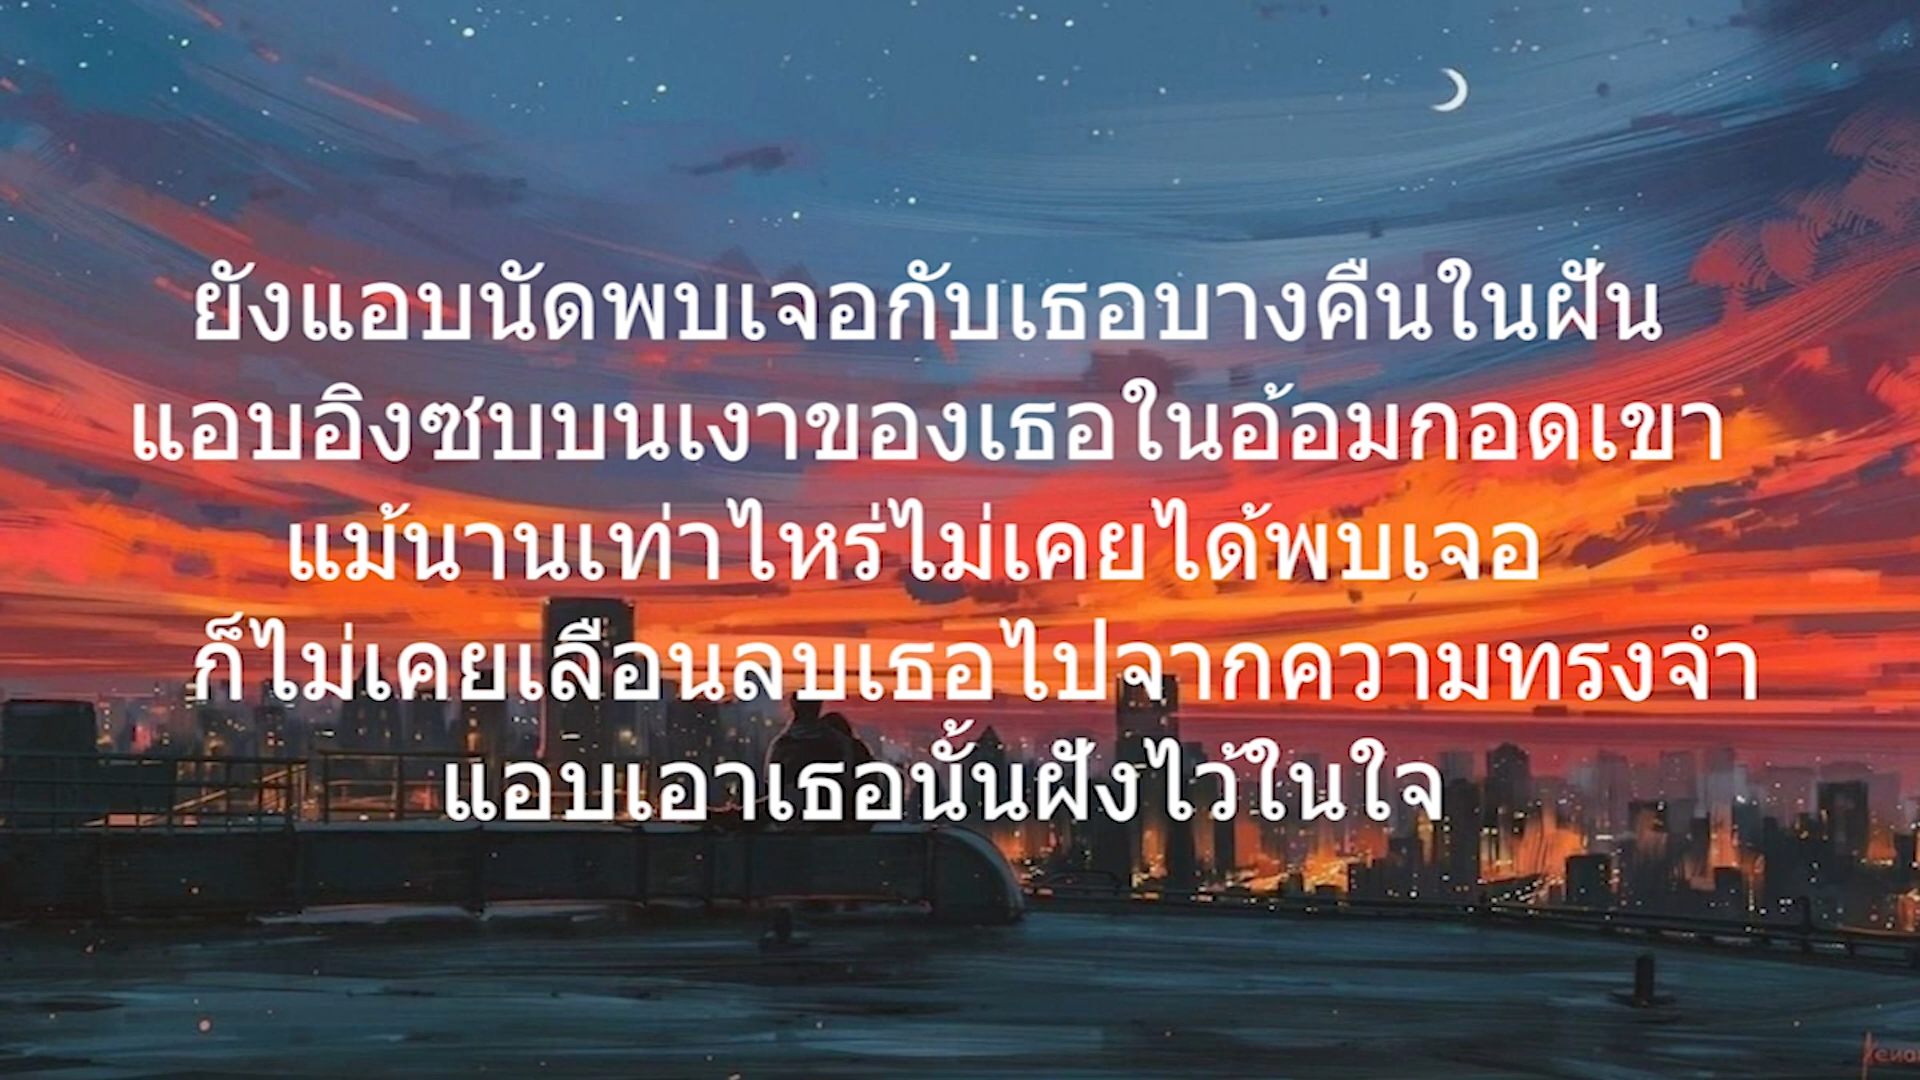 ยังแอบนัดพบเจอกับเธอบางคืนในฝัน
แอบอิงซบบนเงาของเธอในอ้อมกอดเขา
แม้นานเท่าไหร่ไม่เคยได้พบเจอ
ก็ไม่เคยเลือนลบเธอไปจากความทรงจำ
แอบเอาเธอนั้นฝังไว้ในใจ